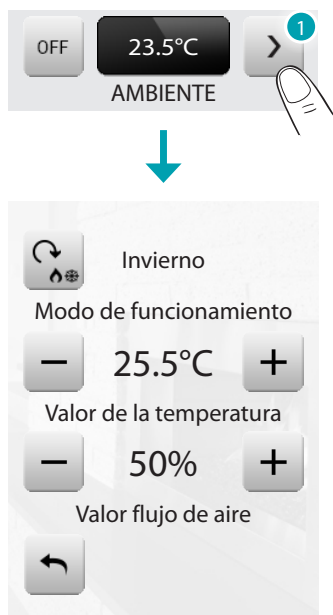 OFF
23.5°C
1
AMBIENTE
Invierno
Modo de funcionamiento
25.5°C
Valor de la temperatura
50%
Valor flujo de aire